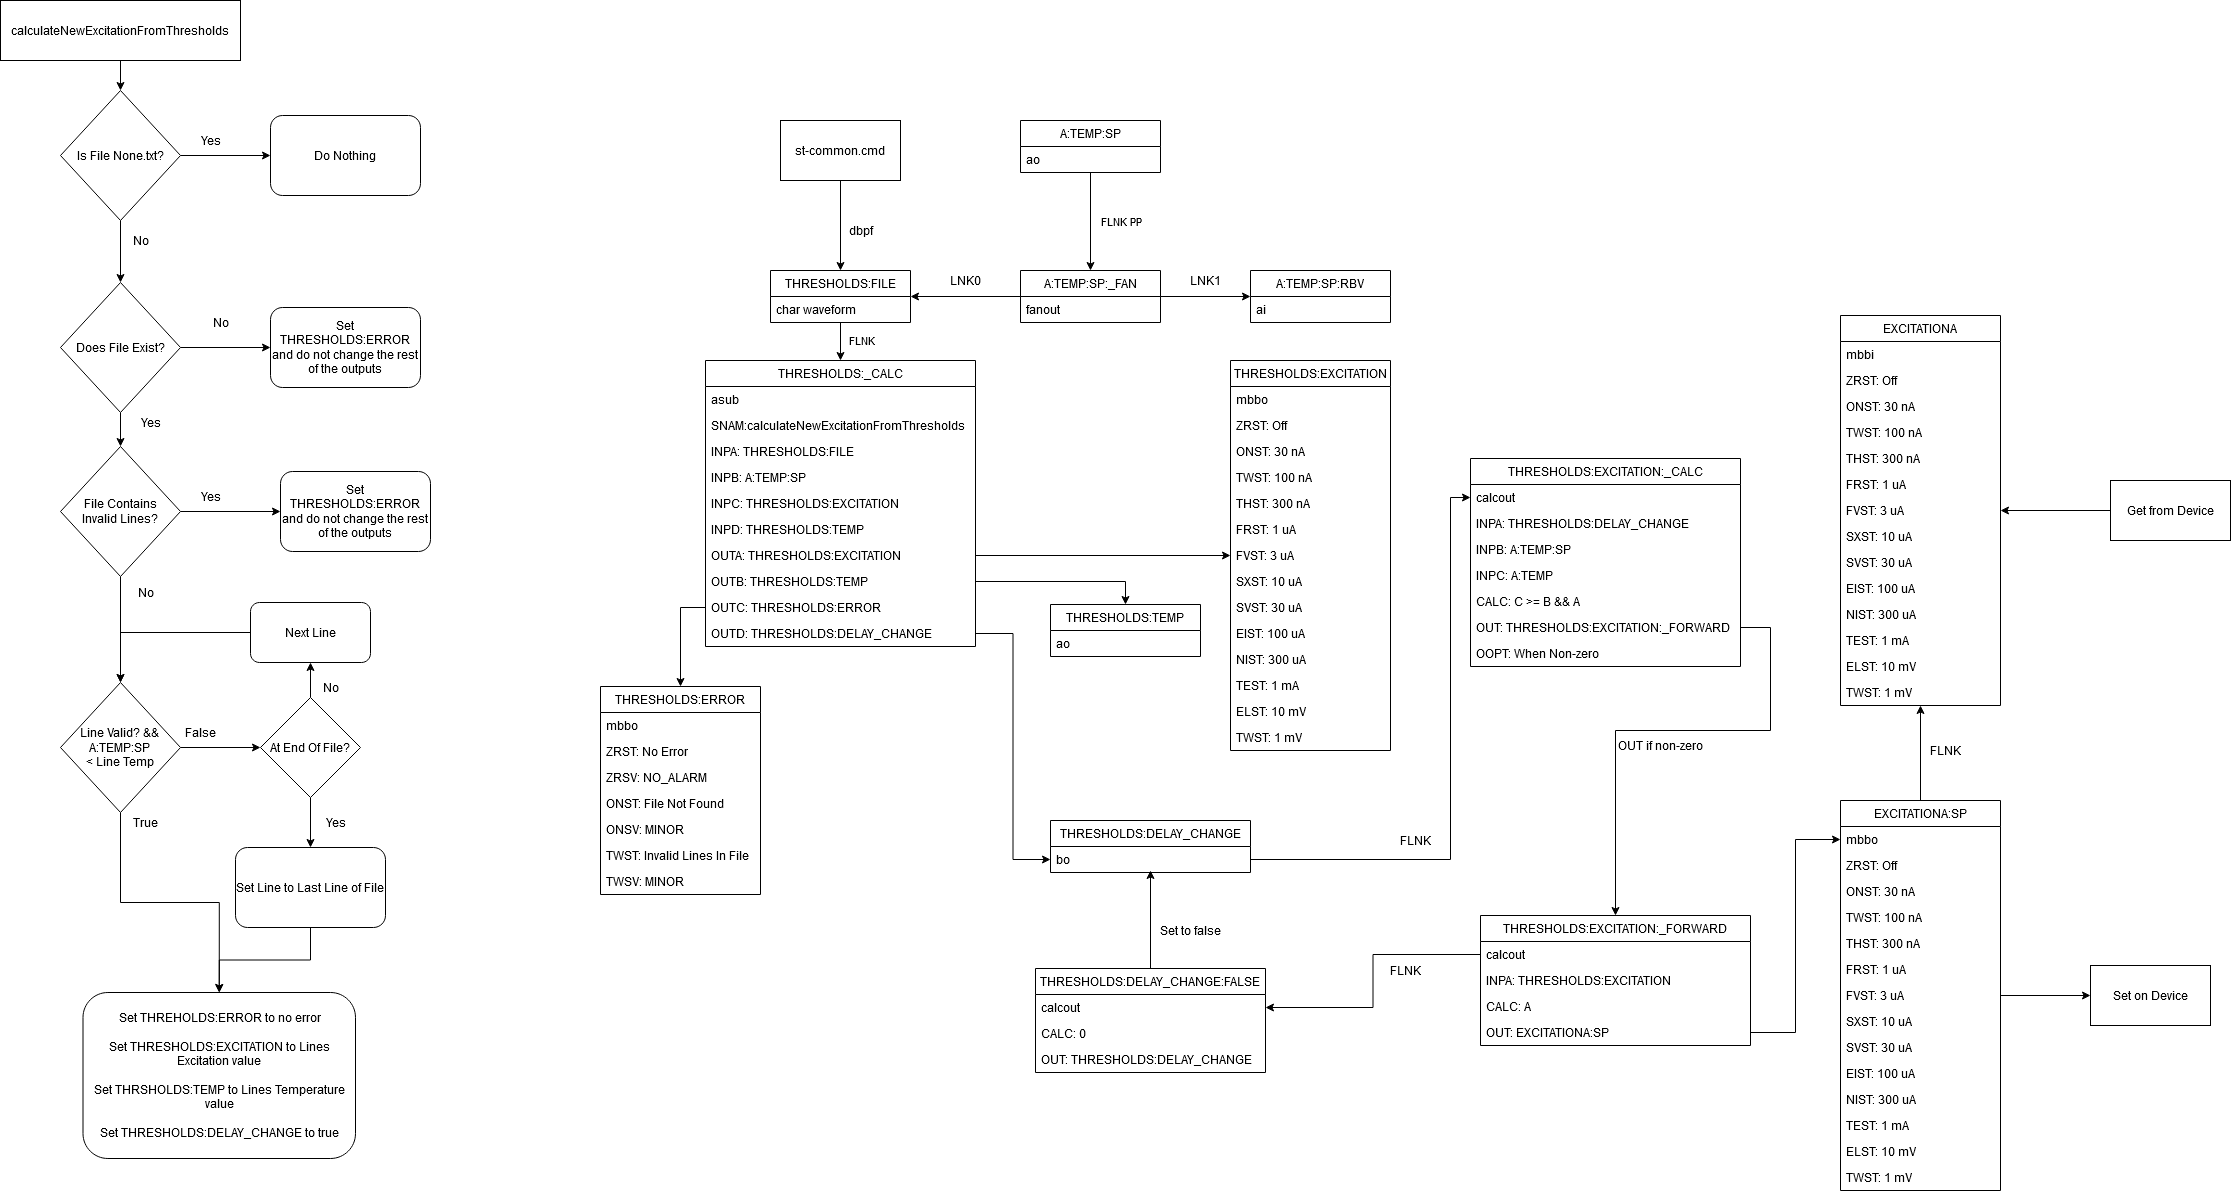 calculateNewExcitationFromThresholds
Is File None.txt?
Yes
Do Nothing
No
Does File Exist?
No
Set
THRESHOLDS:ERROR
and do not change the rest
of the outputs
Yes
File Contains
Invalid Lines?
Yes
Set
THRESHOLDS:ERROR
and do not change the rest
of the outputs
No
Next Line
No
Line Valid? &&
A:TEMP:SP
< Line Temp
False
At End Of File?
True
Yes
Set Line to Last Line of File
Set THREHOLDS:ERROR to no error
Set THRESHOLDS:EXCITATION to Lines
Excitation value
Set THRSHOLDS:TEMP to Lines Temperature
value
Set THRESHOLDS:DELAY_CHANGE to true
st-common.cmd
dbpf
A:TEMP:SP
ao
FLNK PP
THRESHOLDS:FILE
char waveform
LNK0
A:TEMP:SP:_FAN
fanout
LNK1
A:TEMP:SP:RBV
ai
FLNK
THRESHOLDS:_CALC
asub
SNAM:calculateNewExcitationFromThresholds
INPA: THRESHOLDS:FILE
INPB: A:TEMP:SP
INPC: THRESHOLDS:EXCITATION
INPD: THRESHOLDS:TEMP
OUTA: THRESHOLDS:EXCITATION
OUTB: THRESHOLDS:TEMP
OUTC: THRESHOLDS:ERROR
OUTD: THRESHOLDS:DELAY_CHANGE
THRESHOLDS:EXCITATION
mbbo
ZRST: Off
ONST: 30 nA
TWST: 100 nA
THST: 300 nA
FRST: 1 uA
FVST: 3 uA
SXST: 10 uA
SVST: 30 uA
EIST: 100 uA
NIST: 300 uA
TEST: 1 mA
ELST: 10 mV
TWST: 1 mV
THRESHOLDS:TEMP
ao
THRESHOLDS:ERROR
mbbo
ZRST: No Error
ZRSV: NO_ALARM
ONST: File Not Found
ONSV: MINOR
TWST: Invalid Lines In File
TWSV: MINOR
THRESHOLDS:DELAY_CHANGE
bo
FLNK
Set to false
THRESHOLDS:DELAY_CHANGE:FALSE
calcout
CALC: 0
OUT: THRESHOLDS:DELAY_CHANGE
FLNK
THRESHOLDS:EXCITATION:_CALC
calcout
INPA: THRESHOLDS:DELAY_CHANGE
INPB: A:TEMP:SP
INPC: A:TEMP
CALC: C >= B && A
OUT: THRESHOLDS:EXCITATION:_FORWARD
OOPT: When Non-zero
OUT if non-zero
THRESHOLDS:EXCITATION:_FORWARD
calcout
INPA: THRESHOLDS:EXCITATION
CALC: A
OUT: EXCITATIONA:SP
EXCITATIONA
mbbi
ZRST: Off
ONST: 30 nA
TWST: 100 nA
THST: 300 nA
FRST: 1 uA
FVST: 3 uA
SXST: 10 uA
SVST: 30 uA
EIST: 100 uA
NIST: 300 uA
TEST: 1 mA
ELST: 10 mV
TWST: 1 mV
Get from Device
FLNK
EXCITATIONA:SP
mbbo
ZRST: Off
ONST: 30 nA
TWST: 100 nA
THST: 300 nA
FRST: 1 uA
FVST: 3 uA
SXST: 10 uA
SVST: 30 uA
EIST: 100 uA
NIST: 300 uA
TEST: 1 mA
ELST: 10 mV
TWST: 1 mV
Set on Device